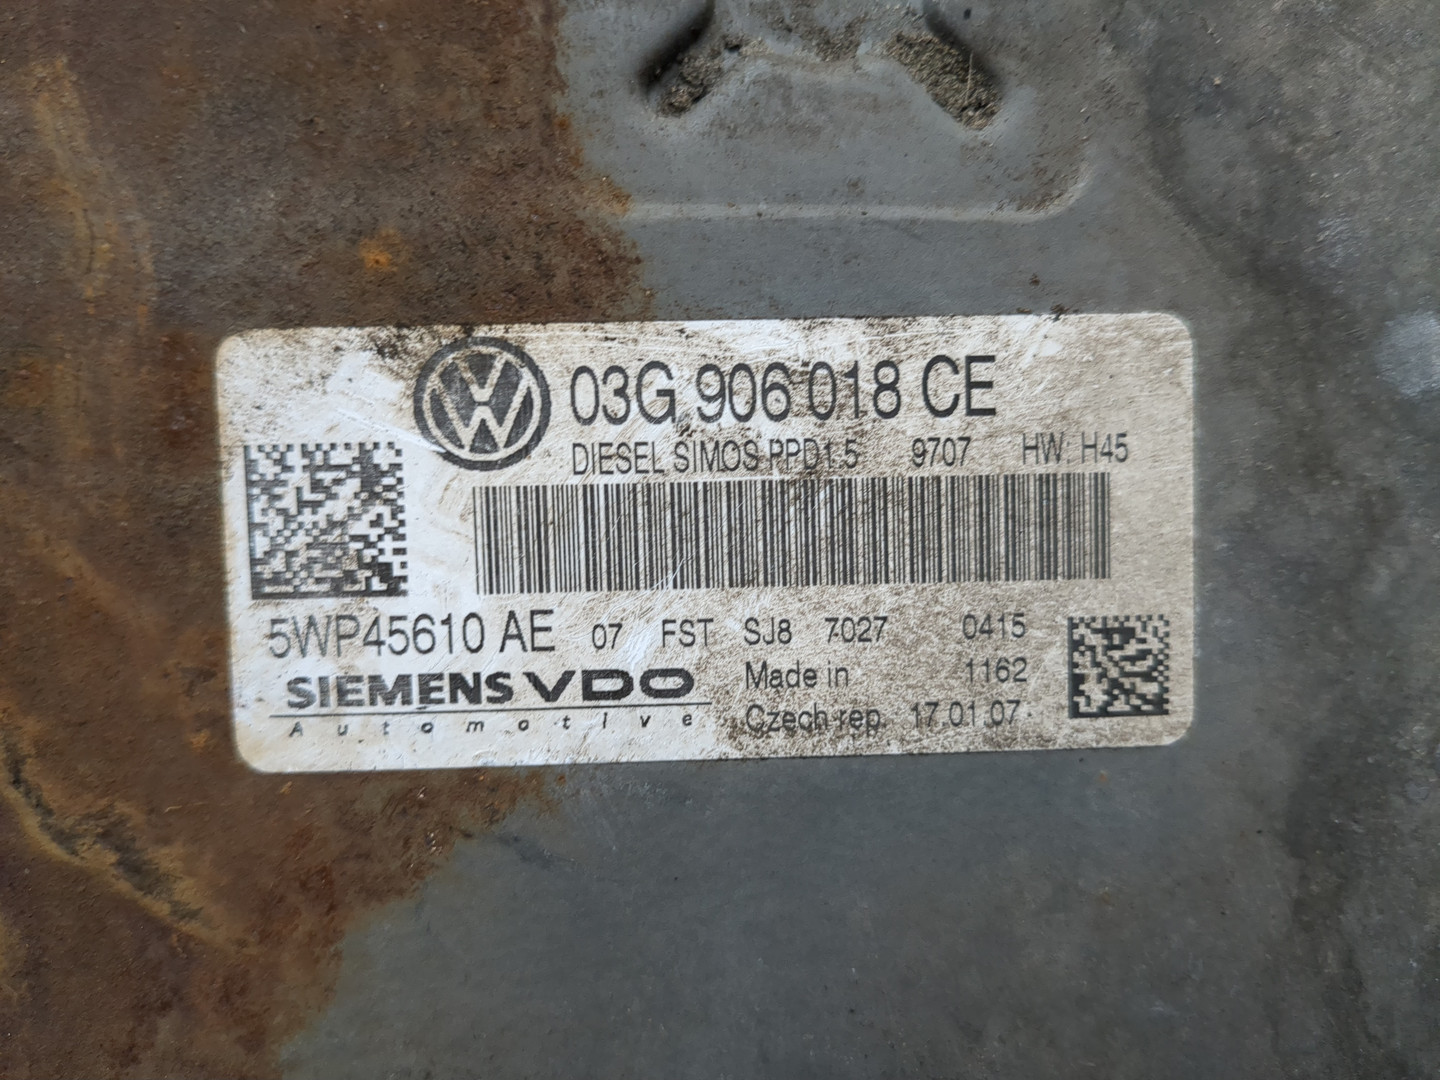 03G 906 018 CE
DIESEL SIMOS PPD1.5 9707 HW: H45
5WP45610 AE 07 FST SJ8 7027 0415
SIEMENS VDO
Automotive
Made in 1162
Czech rep. 17.01.07